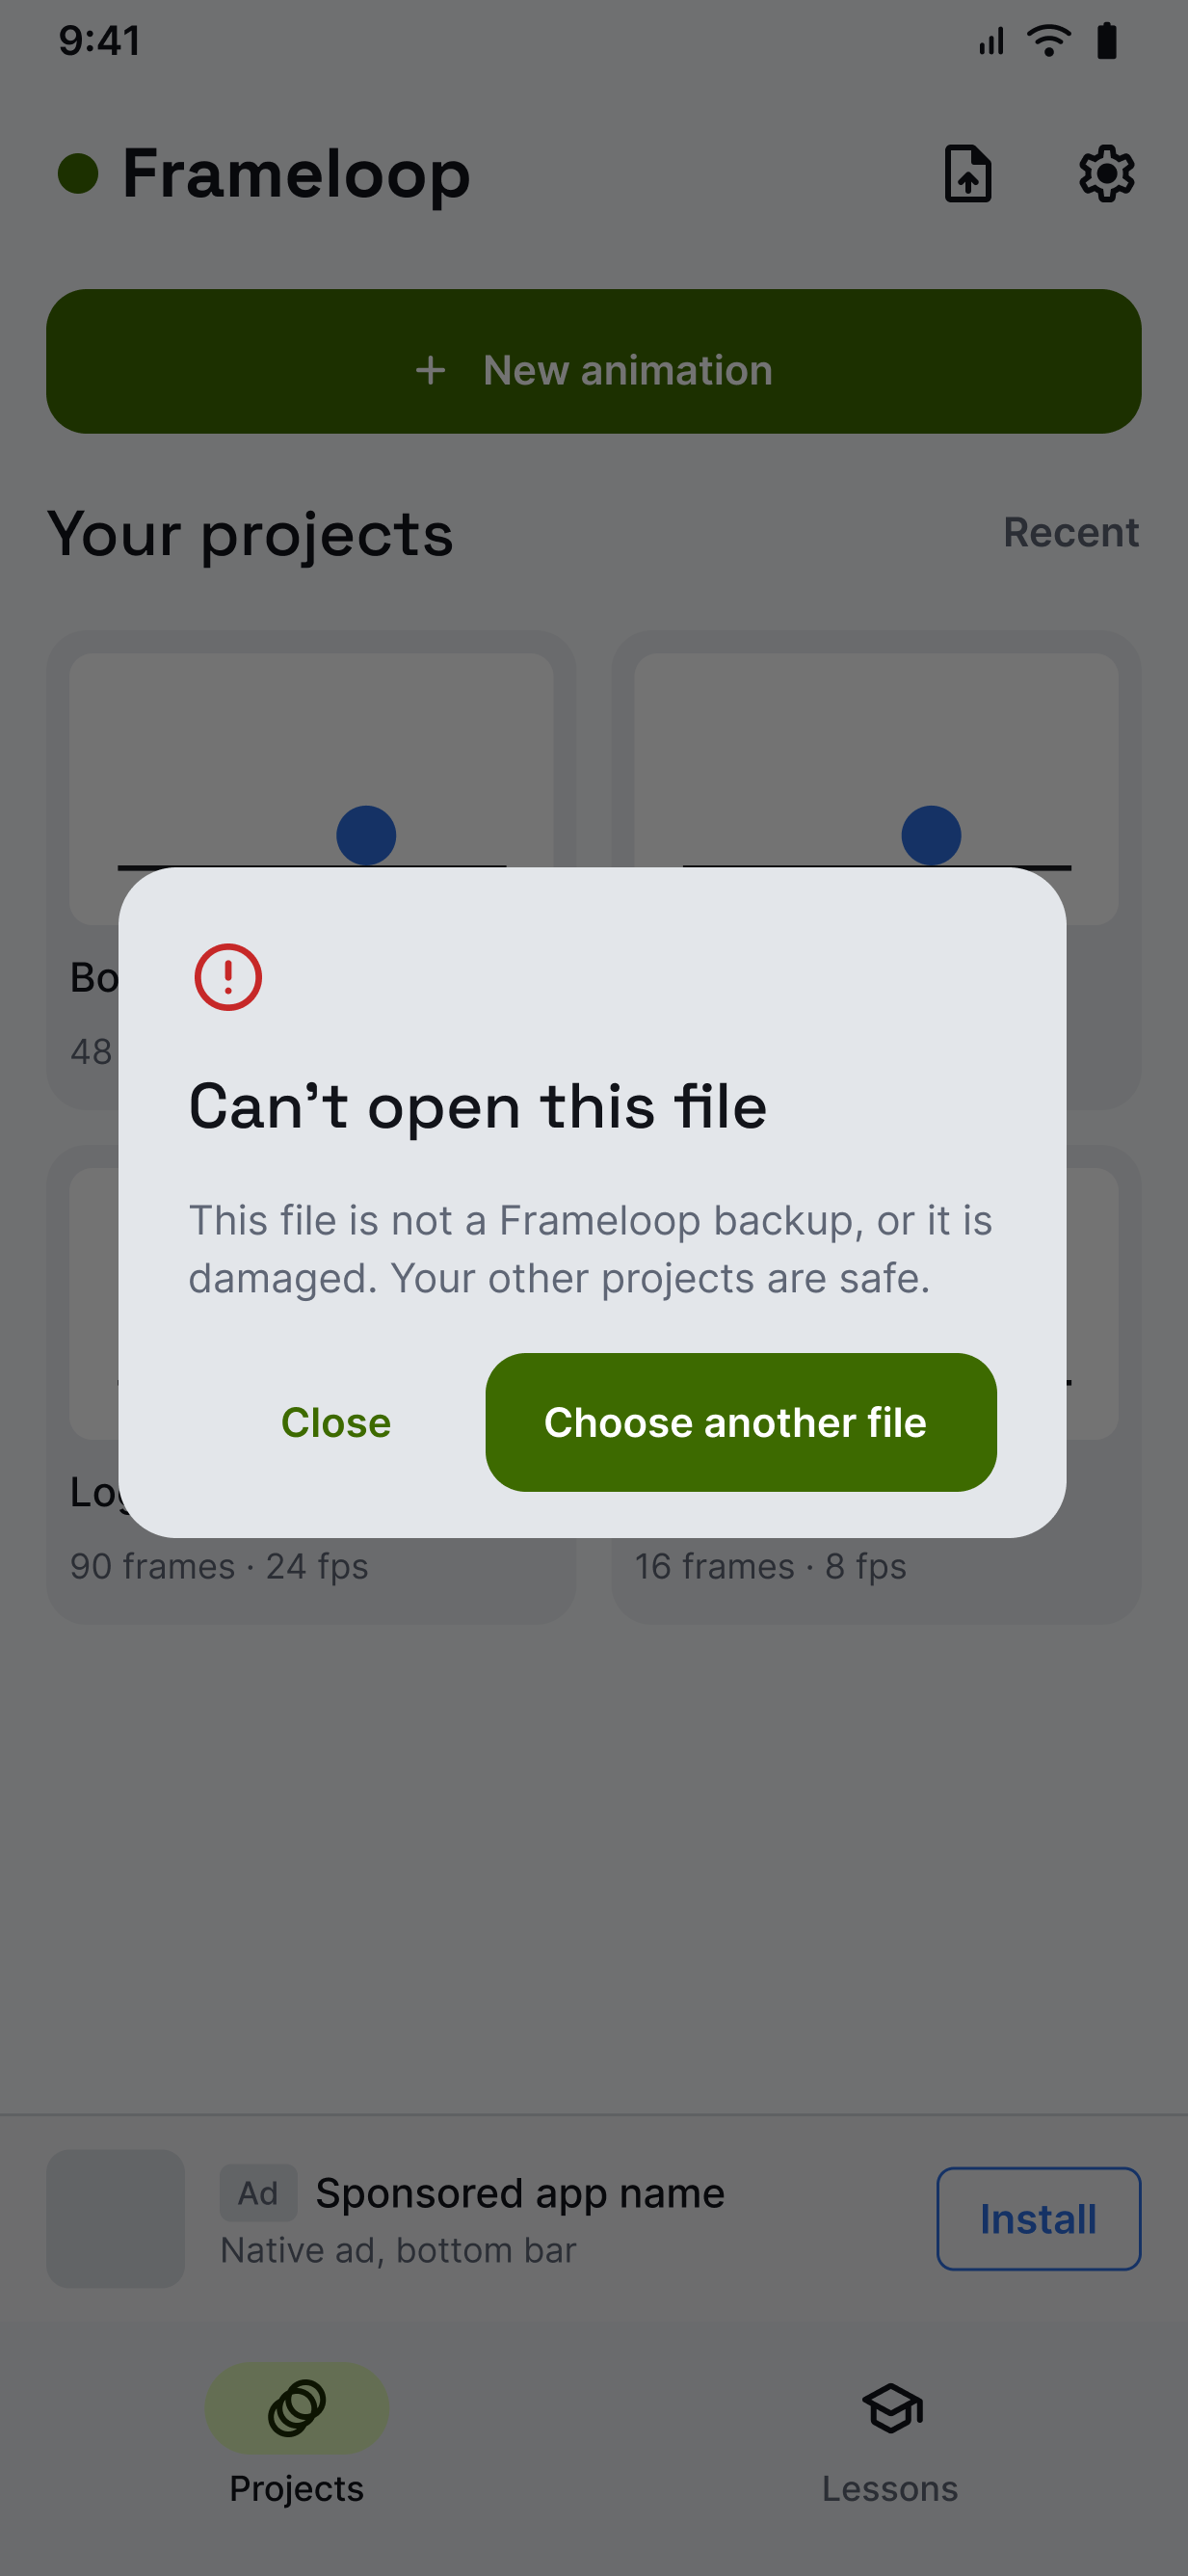 9:41
Frameloop
New animation
Your projects
Recent
Can’t open this file
This file is not a Frameloop backup, or it is
damaged. Your other projects are safe.
Close
Choose another file
48
90 frames · 24 fps
16 frames · 8 fps
Ad
Sponsored app name
Native ad, bottom bar
Install
Projects
Lessons